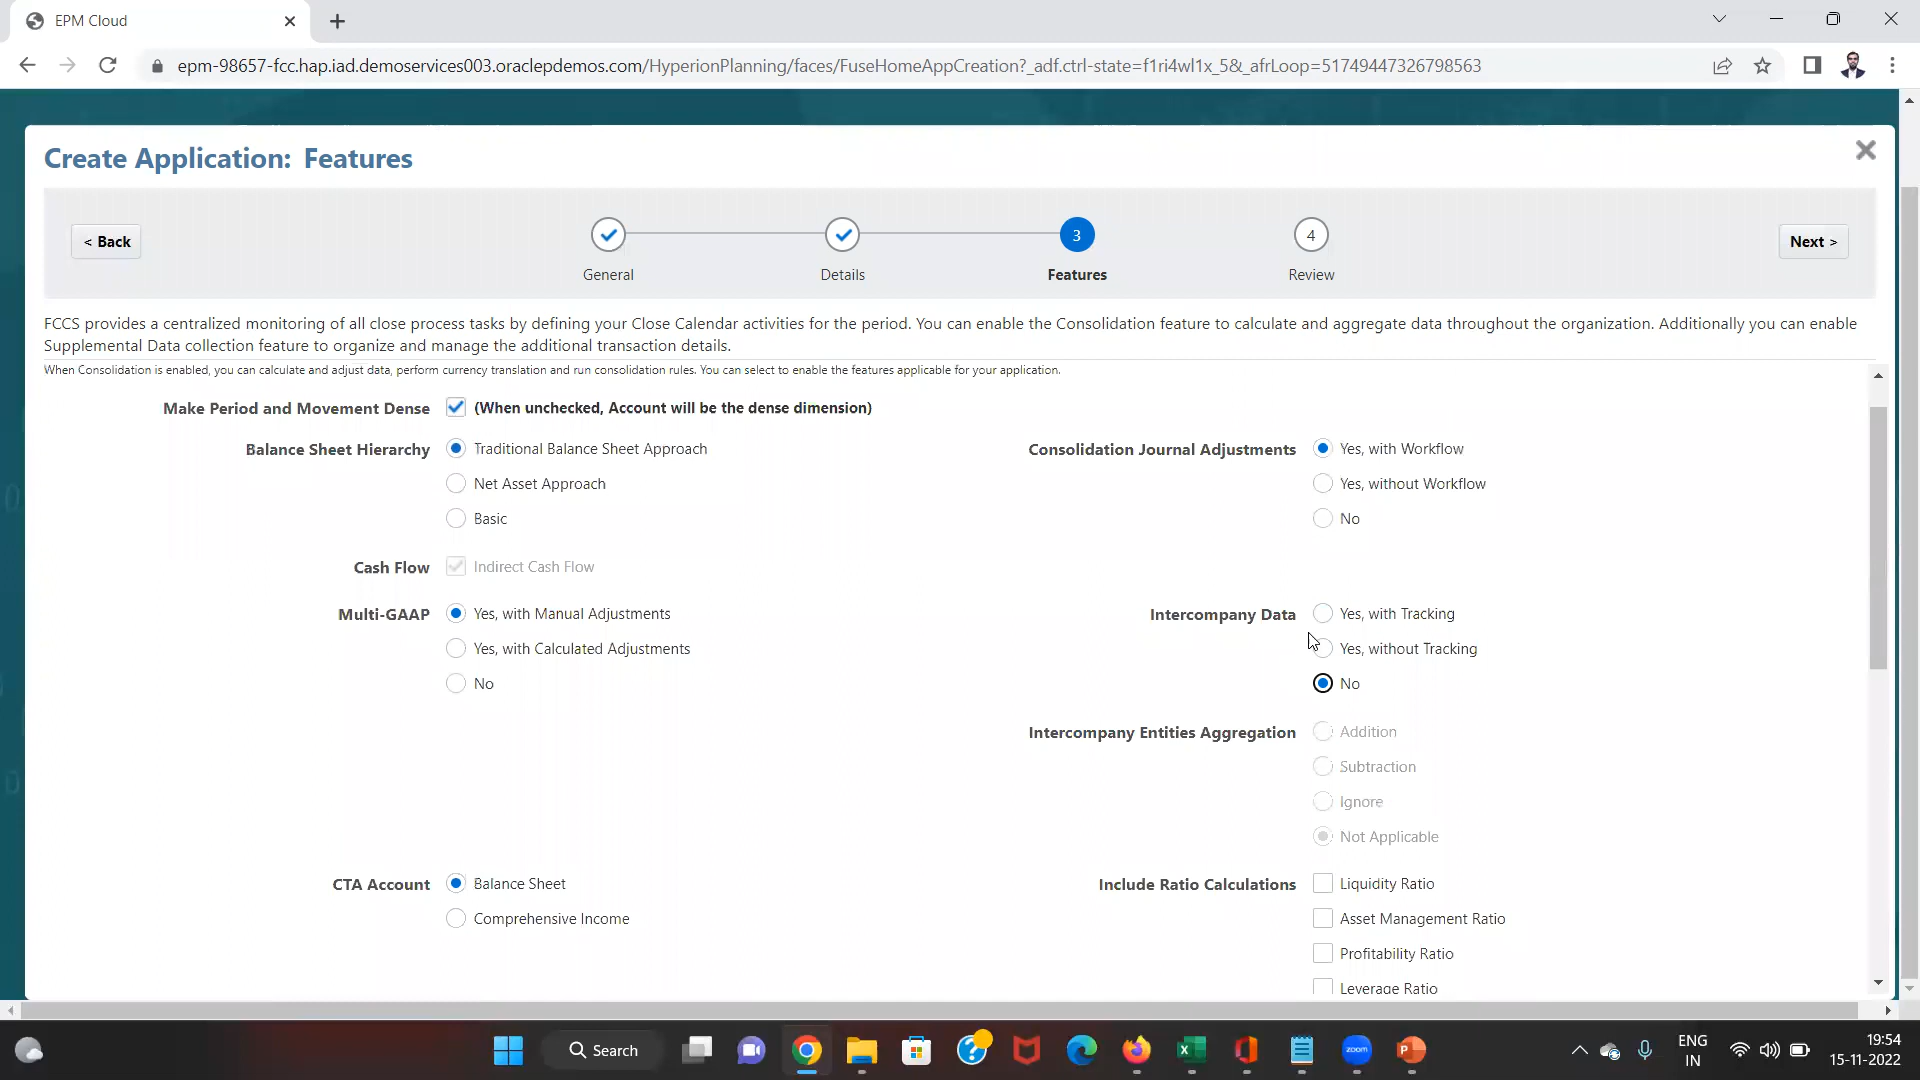 EPM Cloud
epm-98657-fcc.hap.iad.demoservices003.oraclepdemos.com/HyperionPlanning/faces/FuseHomeAppCreation?_adf.ctrl-state=f1ri4wl1x_5&_afrLoop=51749447326798563
Create Application: Features
< Back
General
Details
3
Features
4
Review
Next >
FCCS provides a centralized monitoring of all close process tasks by defining your Close Calendar activities for the period. You can enable the Consolidation feature to calculate and aggregate data throughout the organization. Additionally you can enable
Supplemental Data collection feature to organize and manage the additional transaction details.
When Consolidation is enabled, you can calculate and adjust data, perform currency translation and run consolidation rules. You can select to enable the features applicable for your application.
Make Period and Movement Dense (When unchecked, Account will be the dense dimension)
Balance Sheet Hierarchy Traditional Balance Sheet Approach
Net Asset Approach
Basic
Consolidation Journal Adjustments Yes, with Workflow
Yes, without Workflow
No
Cash Flow Indirect Cash Flow
Multi-GAAP Yes, with Manual Adjustments
Yes, with Calculated Adjustments
No
Intercompany Data Yes, with Tracking
Yes, without Tracking
No
Intercompany Entities Aggregation Addition
Subtraction
Ignore
Not Applicable
CTA Account Balance Sheet
Comprehensive Income
Include Ratio Calculations Liquidity Ratio
Asset Management Ratio
Profitability Ratio
Leverage Ratio
Search
zoom
ENG
IN
19:54
15-11-2022